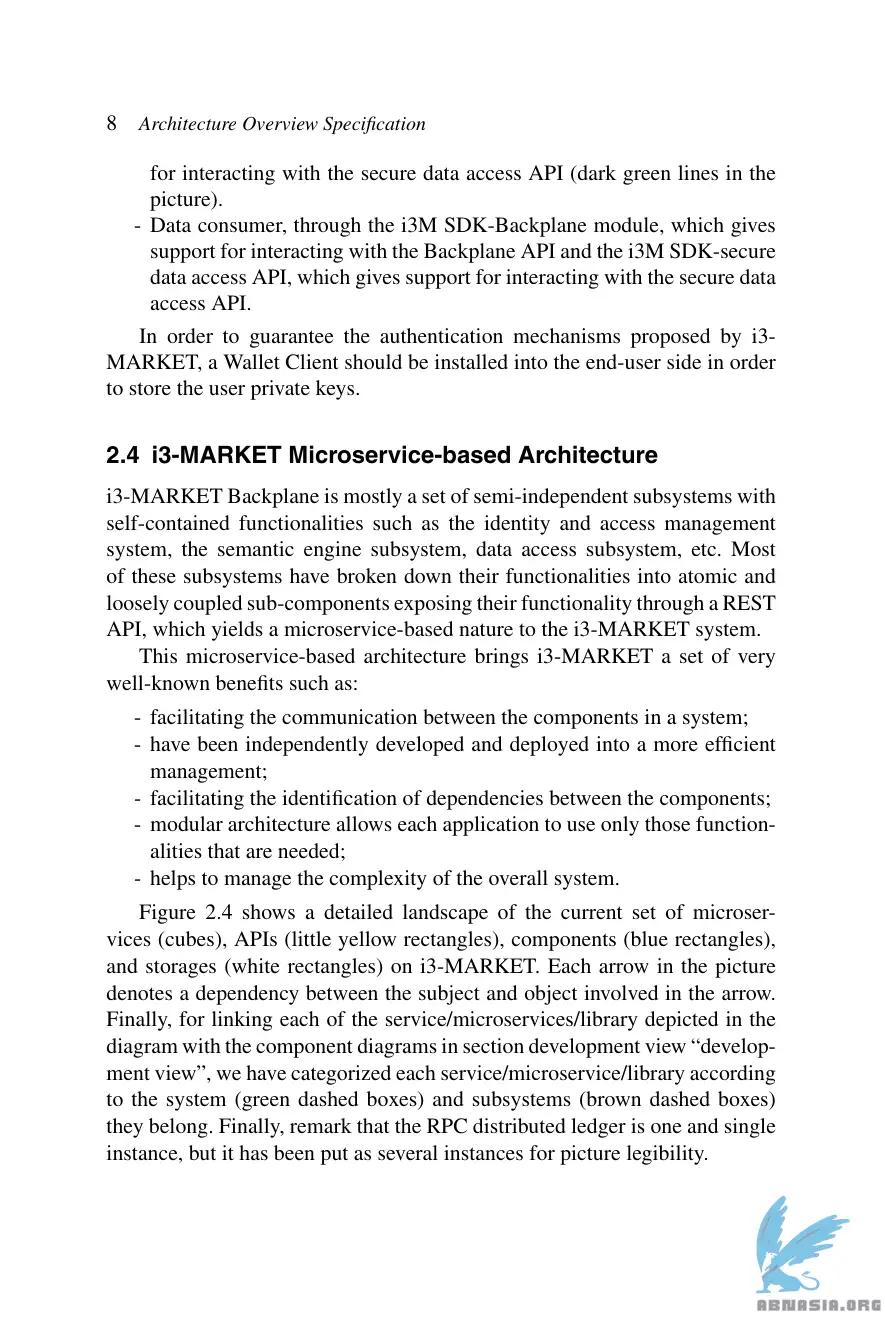 8 Architecture Overview Specification
for interacting with the secure data access API (dark green lines in the
picture).
- Data consumer, through the i3M SDK-Backplane module, which gives
support for interacting with the Backplane API and the i3M SDK-secure
data access API, which gives support for interacting with the secure data
access API.
In order to guarantee the authentication mechanisms proposed by i3-
MARKET, a Wallet Client should be installed into the end-user side in order
to store the user private keys.
2.4 i3-MARKET Microservice-based Architecture
i3-MARKET Backplane is mostly a set of semi-independent subsystems with
self-contained functionalities such as the identity and access management
system, the semantic engine subsystem, data access subsystem, etc. Most
of these subsystems have broken down their functionalities into atomic and
loosely coupled sub-components exposing their functionality through a REST
API, which yields a microservice-based nature to the i3-MARKET system.
This microservice-based architecture brings i3-MARKET a set of very
well-known benefits such as:
- facilitating the communication between the components in a system;
- have been independently developed and deployed into a more efficient
management;
- facilitating the identification of dependencies between the components;
- modular architecture allows each application to use only those function-
alities that are needed;
- helps to manage the complexity of the overall system.
Figure 2.4 shows a detailed landscape of the current set of microser-
vices (cubes), APIs (little yellow rectangles), components (blue rectangles),
and storages (white rectangles) on i3-MARKET. Each arrow in the picture
denotes a dependency between the subject and object involved in the arrow.
Finally, for linking each of the service/microservices/library depicted in the
diagram with the component diagrams in section development view “develop-
ment view”, we have categorized each service/microservice/library according
to the system (green dashed boxes) and subsystems (brown dashed boxes)
they belong. Finally, remark that the RPC distributed ledger is one and single
instance, but it has been put as several instances for picture legibility.
ABNASIA.ORG